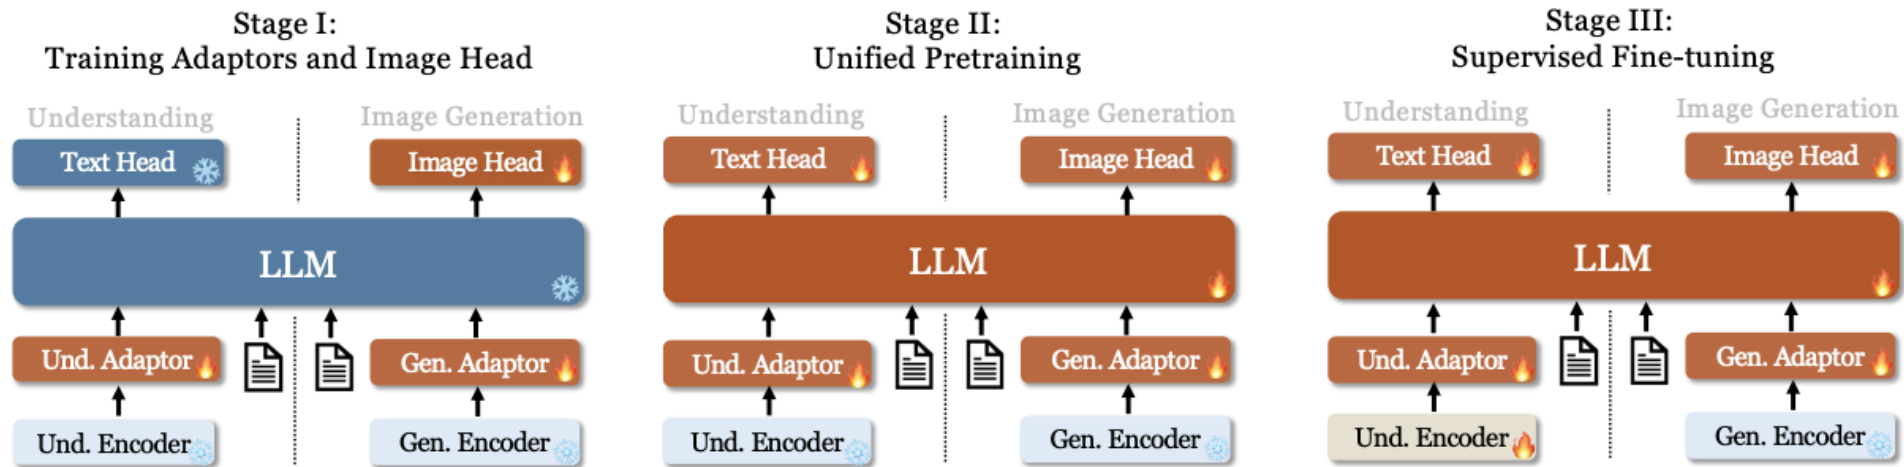 Stage I:
Training Adaptors and Image Head
Understanding
Image Generation
Text Head
Image Head
LLM
Und. Adaptor
Gen. Adaptor
Und. Encoder
Gen. Encoder
Stage II:
Unified Pretraining
Understanding
Image Generation
Text Head
Image Head
LLM
Und. Adaptor
Gen. Adaptor
Und. Encoder
Gen. Encoder
Stage III:
Supervised Fine-tuning
Understanding
Image Generation
Text Head
Image Head
LLM
Und. Adaptor
Gen. Adaptor
Und. Encoder
Gen. Encoder